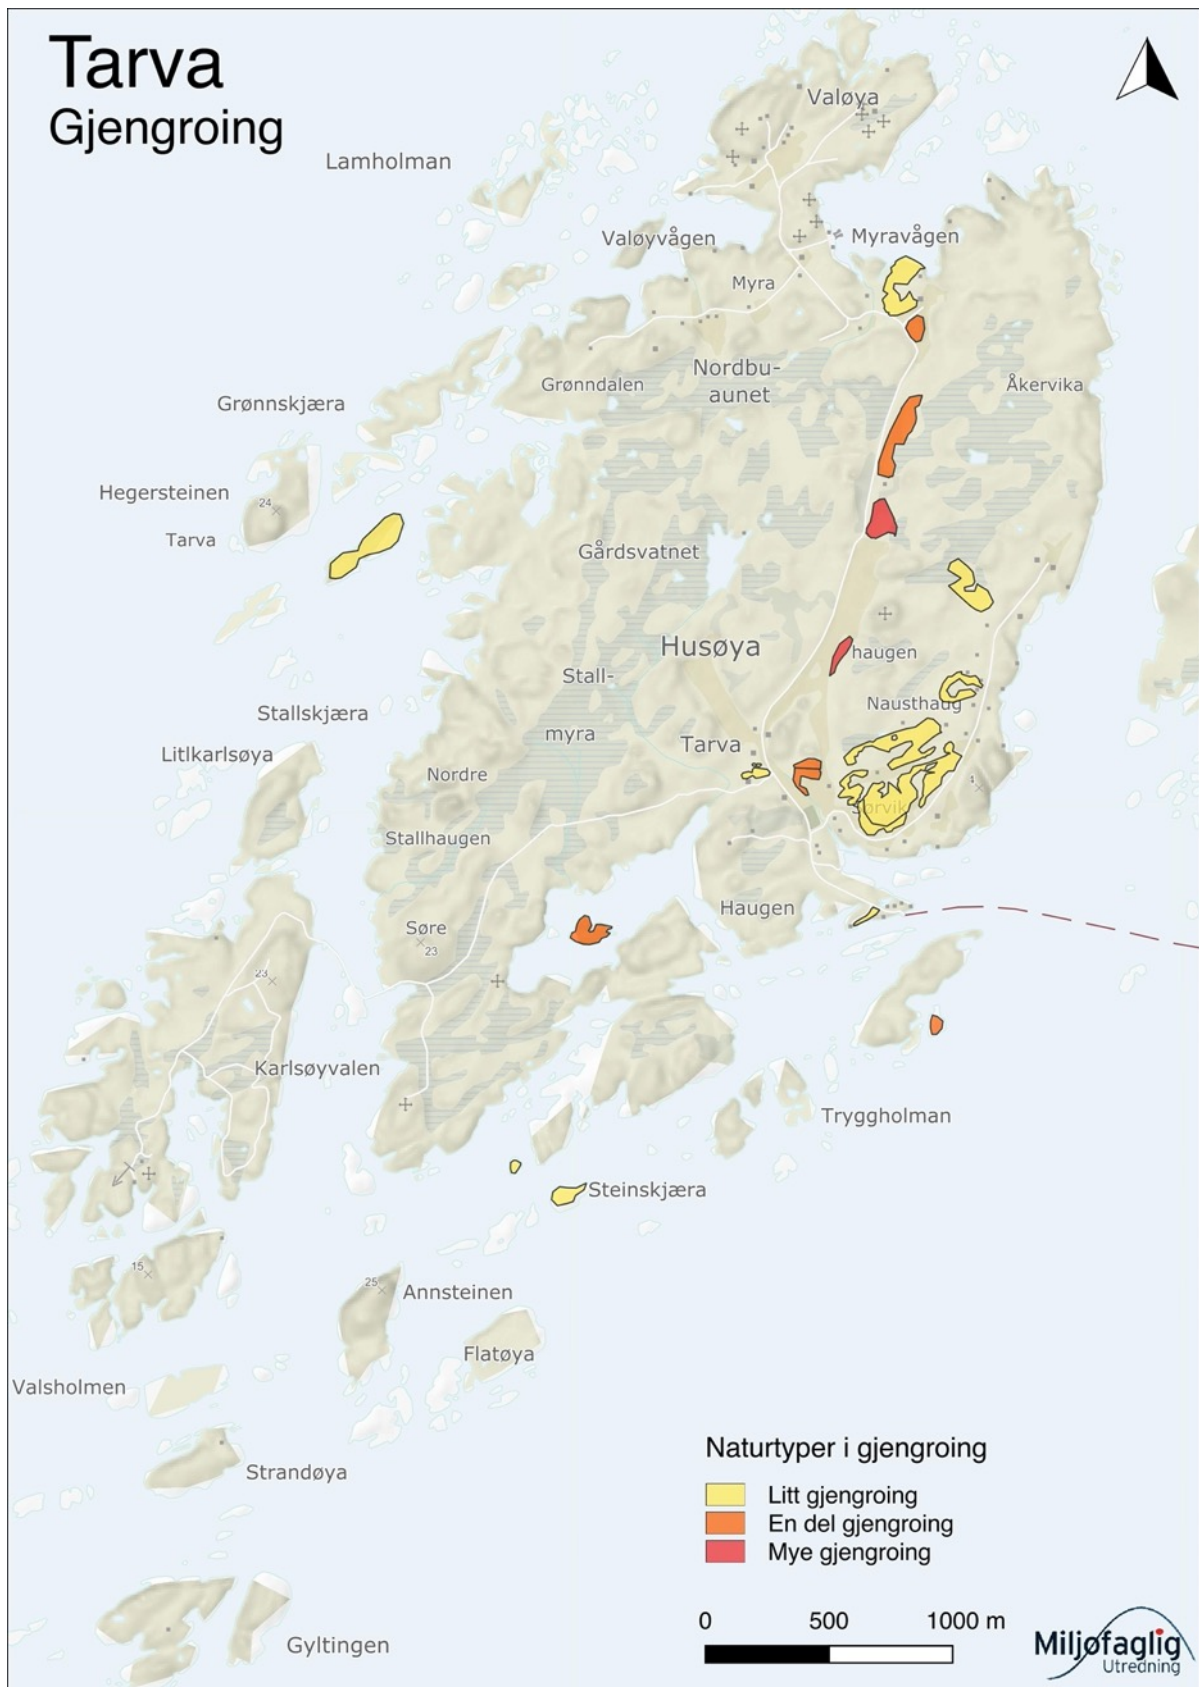 Tarva
Gjengroing
Valøya
Lamholman
Valøyvågen
Myravågen
Myra
Nordbu-
aunet
Grønndalen
Åkervika
Grønnskjæra
Hegersteinen
24
Tarva
Gårdsvatnet
Husøya
haugen
Stall-
myra
Nausthaug
Stallskjæra
Litlkarlsøya
Tarva
Nordre
Stallhaugen
Haugen
Søre
23
23
Karlsøyvalen
Tryggholman
Steinskjæra
15
25
Annsteinen
Flatøya
Valsholmen
Strandøya
Gyltingen
Naturtyper i gjengroing
Litt gjengroing
En del gjengroing
Mye gjengroing
0 500 1000 m
Miljøfaglig
Utredning